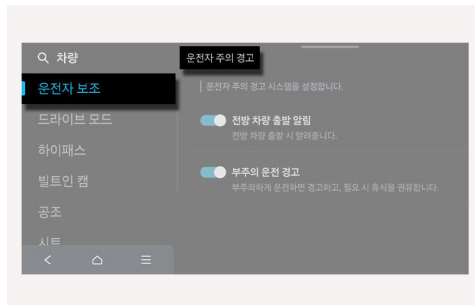 차량
운전자 보조
드라이브 모드
하이패스
빌트인 캠
공조
시트
운전자 주의 경고
운전자 주의 경고 시스템을 설정합니다.
전방 차량 출발 알림
전방 차량 출발 시 알려줍니다.
부주의 운전 경고
부주의하게 운전하면 경고하고, 필요 시 휴식을 권유합니다.